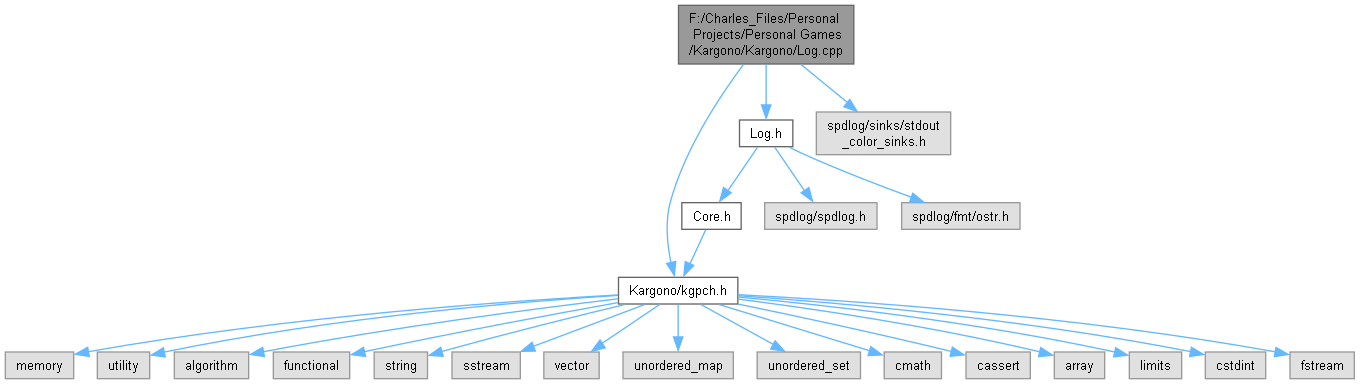 F:/Charles_Files/Personal
Projects/Personal Games
/Kargono/Kargono/Log.cpp
Log.h
spdlog/sinks/stdout
_color_sinks.h
Core.h
spdlog/spdlog.h
spdlog/fmt/ostr.h
Kargono/kgpch.h
memory
utility
algorithm
functional
string
sstream
vector
unordered_map
unordered_set
cmath
cassert
array
limits
cstdint
fstream